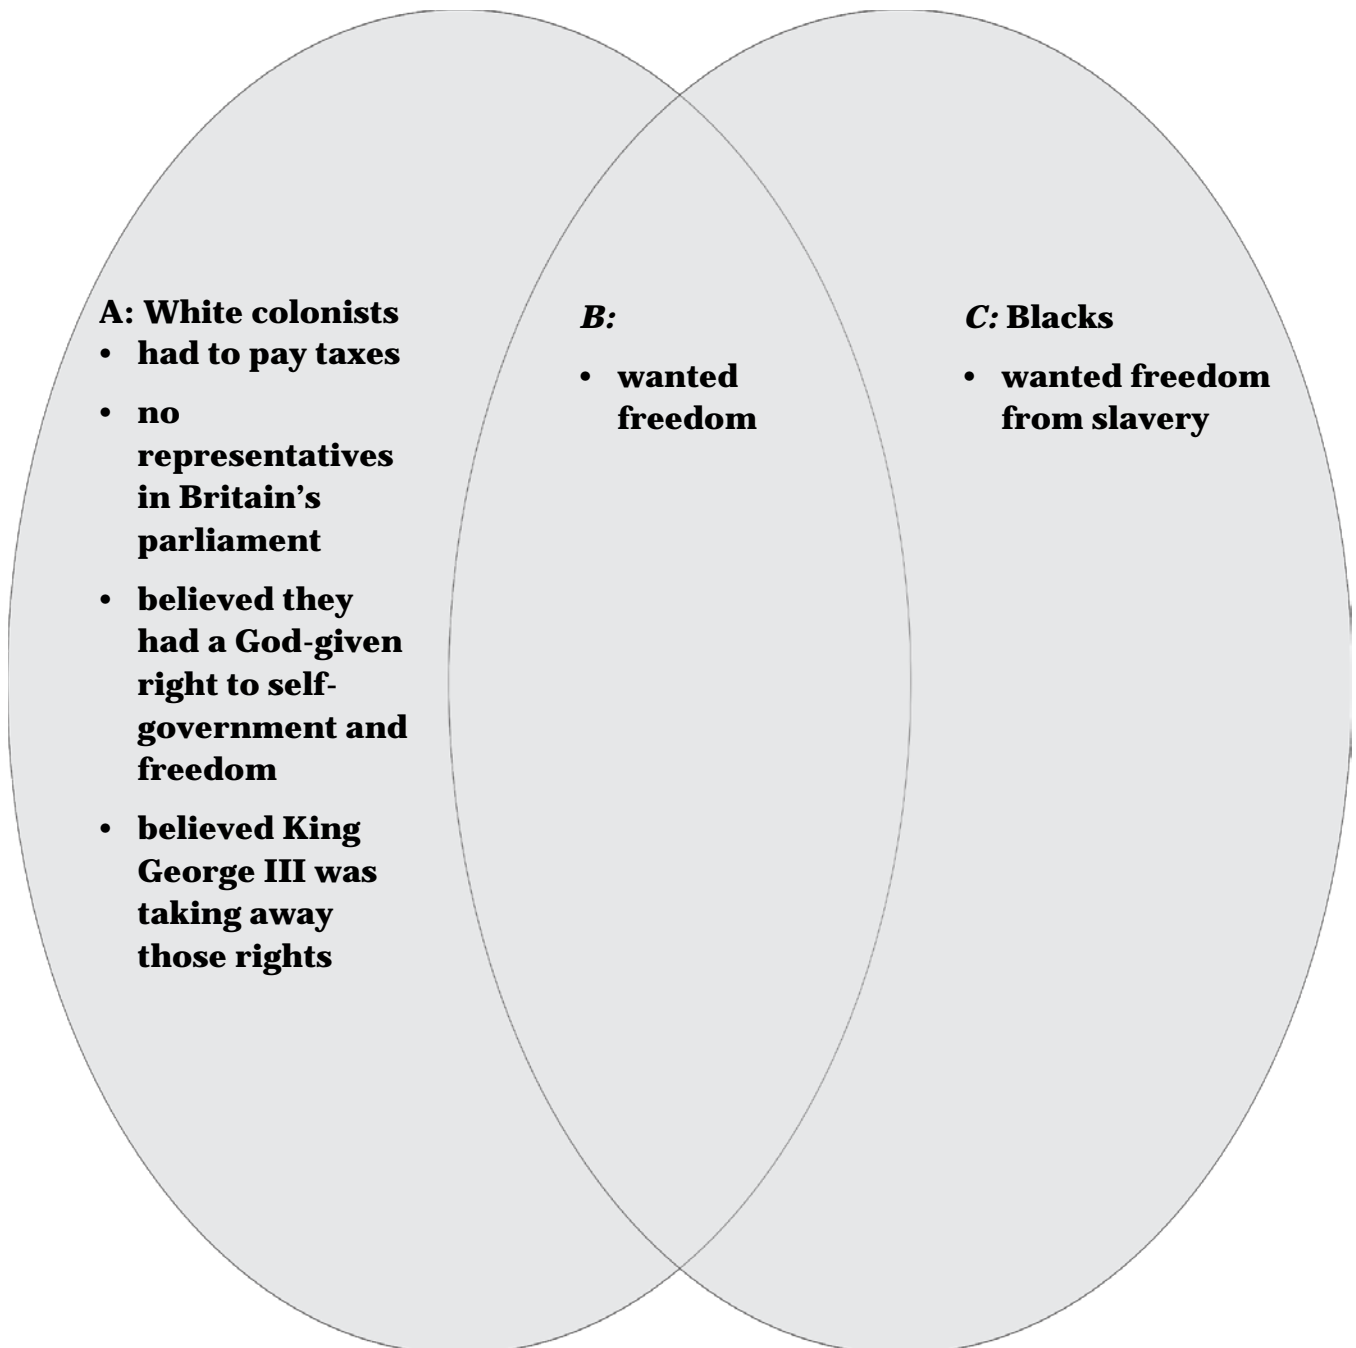 A: White colonists
• had to pay taxes
• no
representatives
in Britain’s
parliament
• believed they
had a God-given
right to self-
government and
freedom
• believed King
George III was
taking away
those rights
B:
• wanted
freedom
C: Blacks
• wanted freedom
from slavery